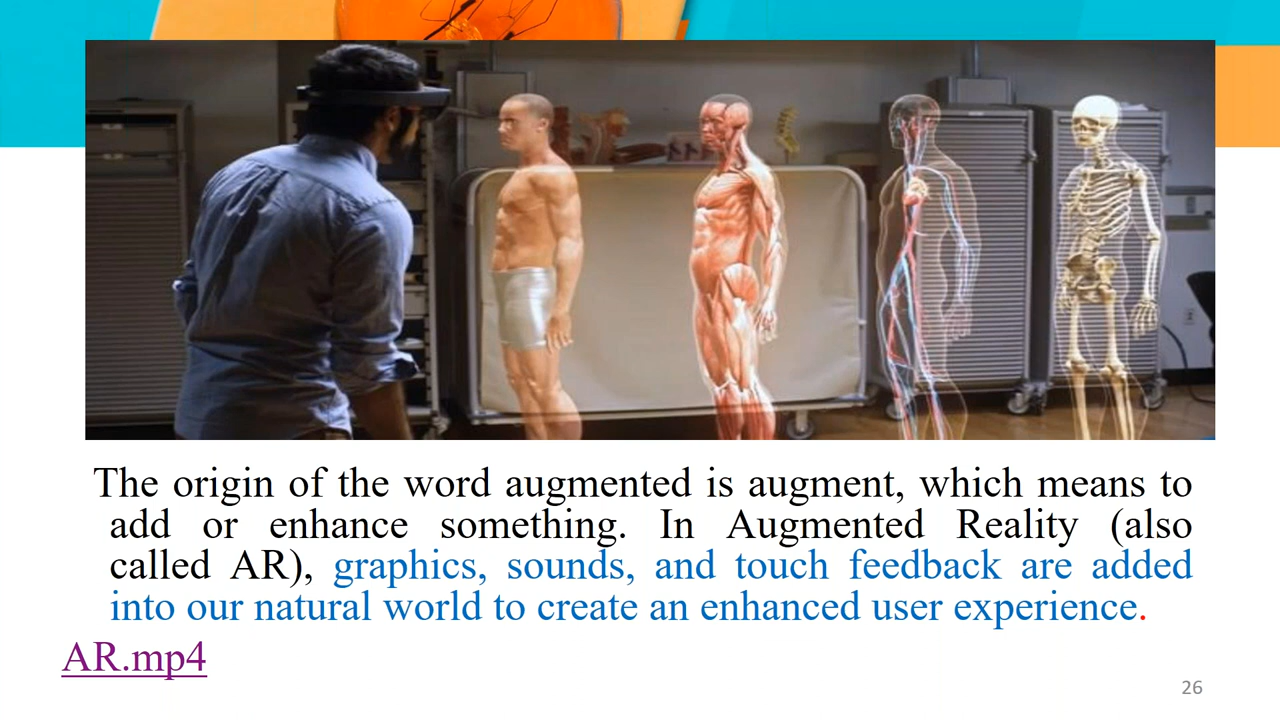 The origin of the word augmented is augment, which means to
add or enhance something. In Augmented Reality (also
called AR), graphics, sounds, and touch feedback are added
into our natural world to create an enhanced user experience.
AR.mp4
26